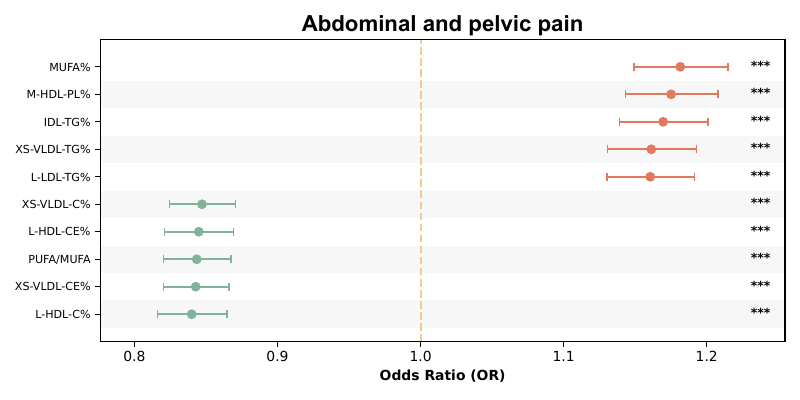 Abdominal and pelvic pain
MUFA% ***
M-HDL-PL% ***
IDL-TG% ***
XS-VLDL-TG% ***
L-LDL-TG% ***
XS-VLDL-C% ***
L-HDL-CE% ***
PUFA/MUFA ***
XS-VLDL-CE% ***
L-HDL-C% ***
0.8 0.9 1.0 1.1 1.2
Odds Ratio (OR)